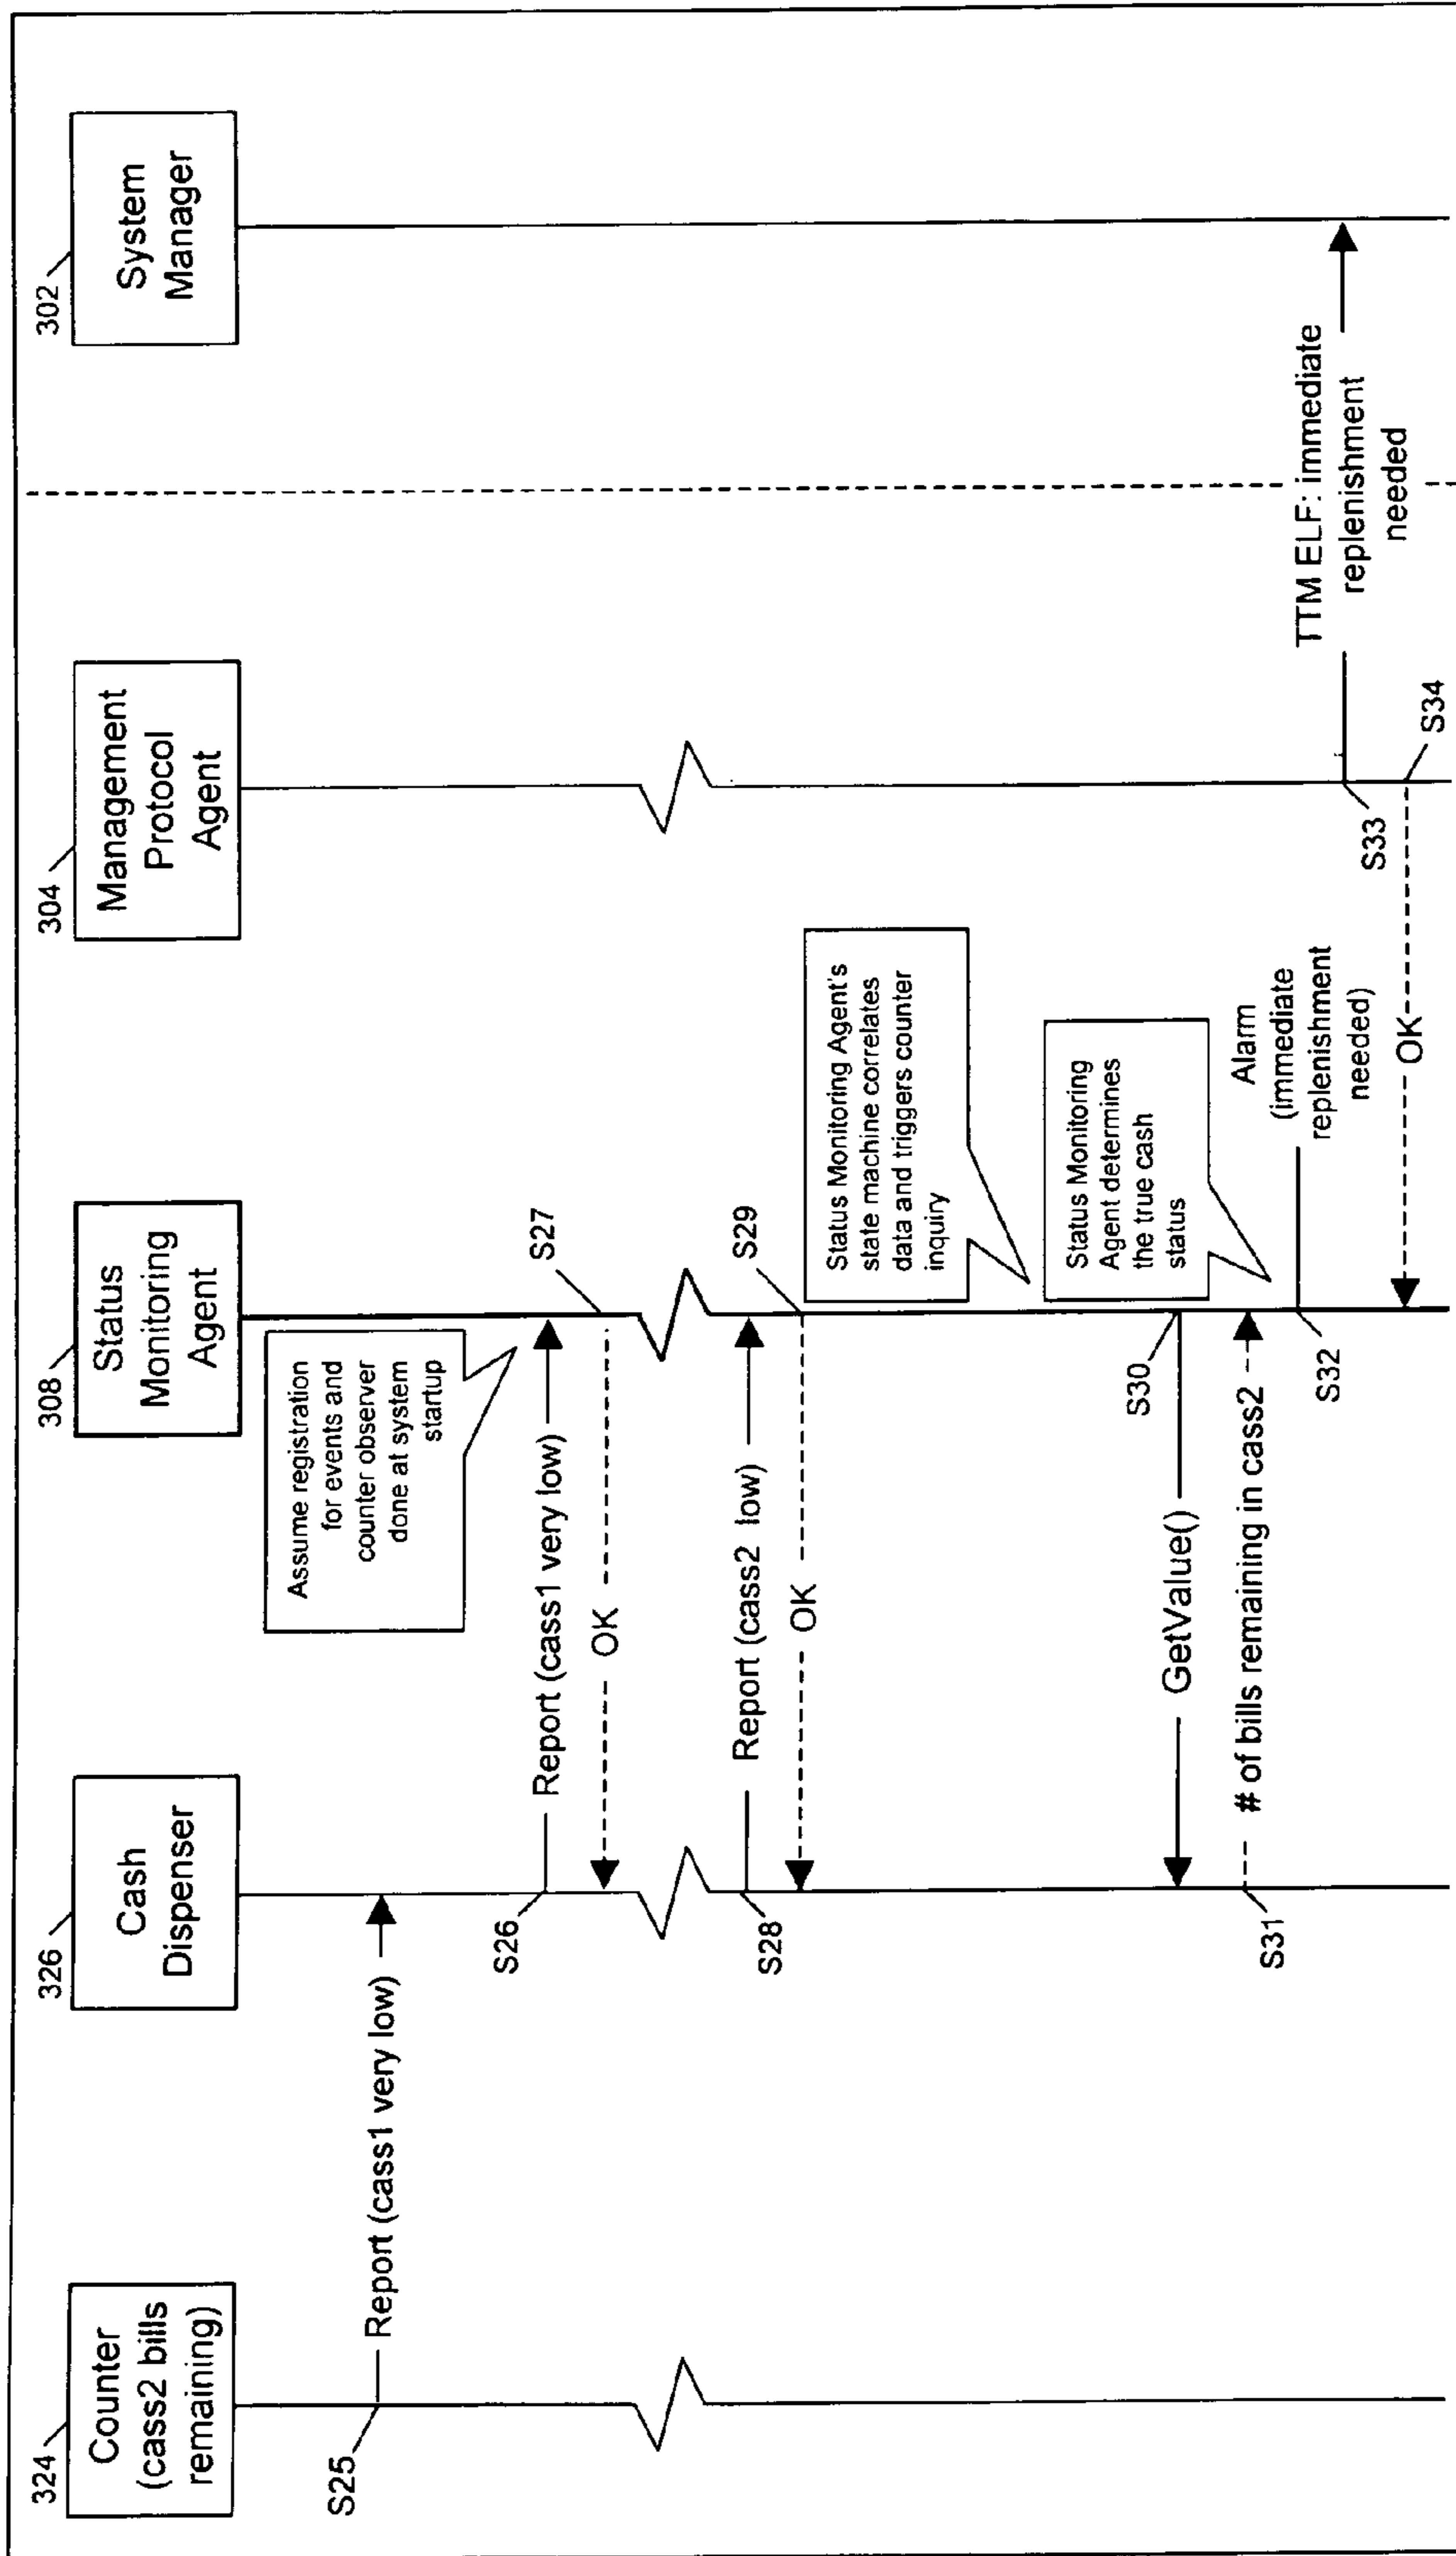 324
Counter
(cass2 bills
remaining)
326
Cash
Dispenser
308
Status
Monitoring
Agent
304
Management
Protocol
Agent
302
System
Manager
S25
Report (cass1 very low)
Assume registration
for events and
counter observer
done at system
startup
S26
Report (cass1 very low)
S27
OK
S28
Report (cass2 low)
S29
OK
Status Monitoring Agent's
state machine correlates
data and triggers counter
inquiry
S30
GetValue()
Status Monitoring
Agent determines
the true cash
status
S31
# of bills remaining in cass2
S32
Alarm
(immediate
replenishment
needed)
S33
TTM ELF: immediate
replenishment
needed
S34
OK